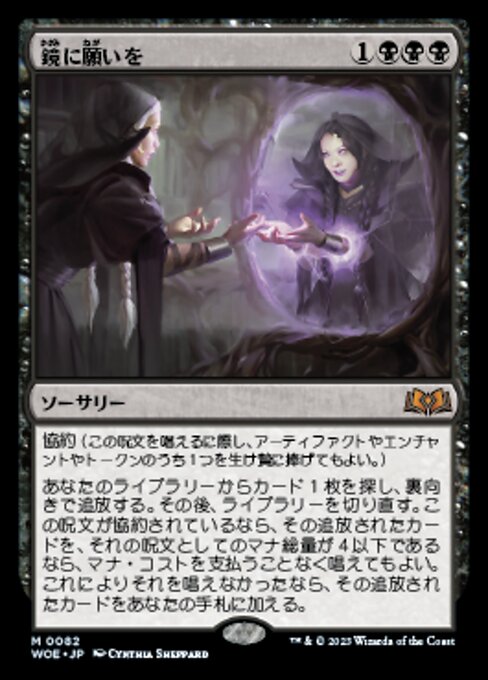 鏡に願いを 1
かがみ ねが
ソーサリー
協約（この呪文を唱えるに際し、アーティファクトやエンチャ
ントやトークンのうち１つを生け贄に捧げてもよい。）
あなたのライブラリーからカード１枚を探し、裏向
きで追放する。その後、ライブラリーを切り直す。こ
の呪文が協約されているなら、その追放されたカー
ドを、それの呪文としてのマナ総量が４以下である
なら、マナ・コストを支払うことなく唱えてもよい。
これによりそれを唱えなかったなら、その追放され
たカードをあなたの手札に加える。
M 0082
WOE・JP Cynthia Sheppard
™ & © 2023 Wizards of the Coast